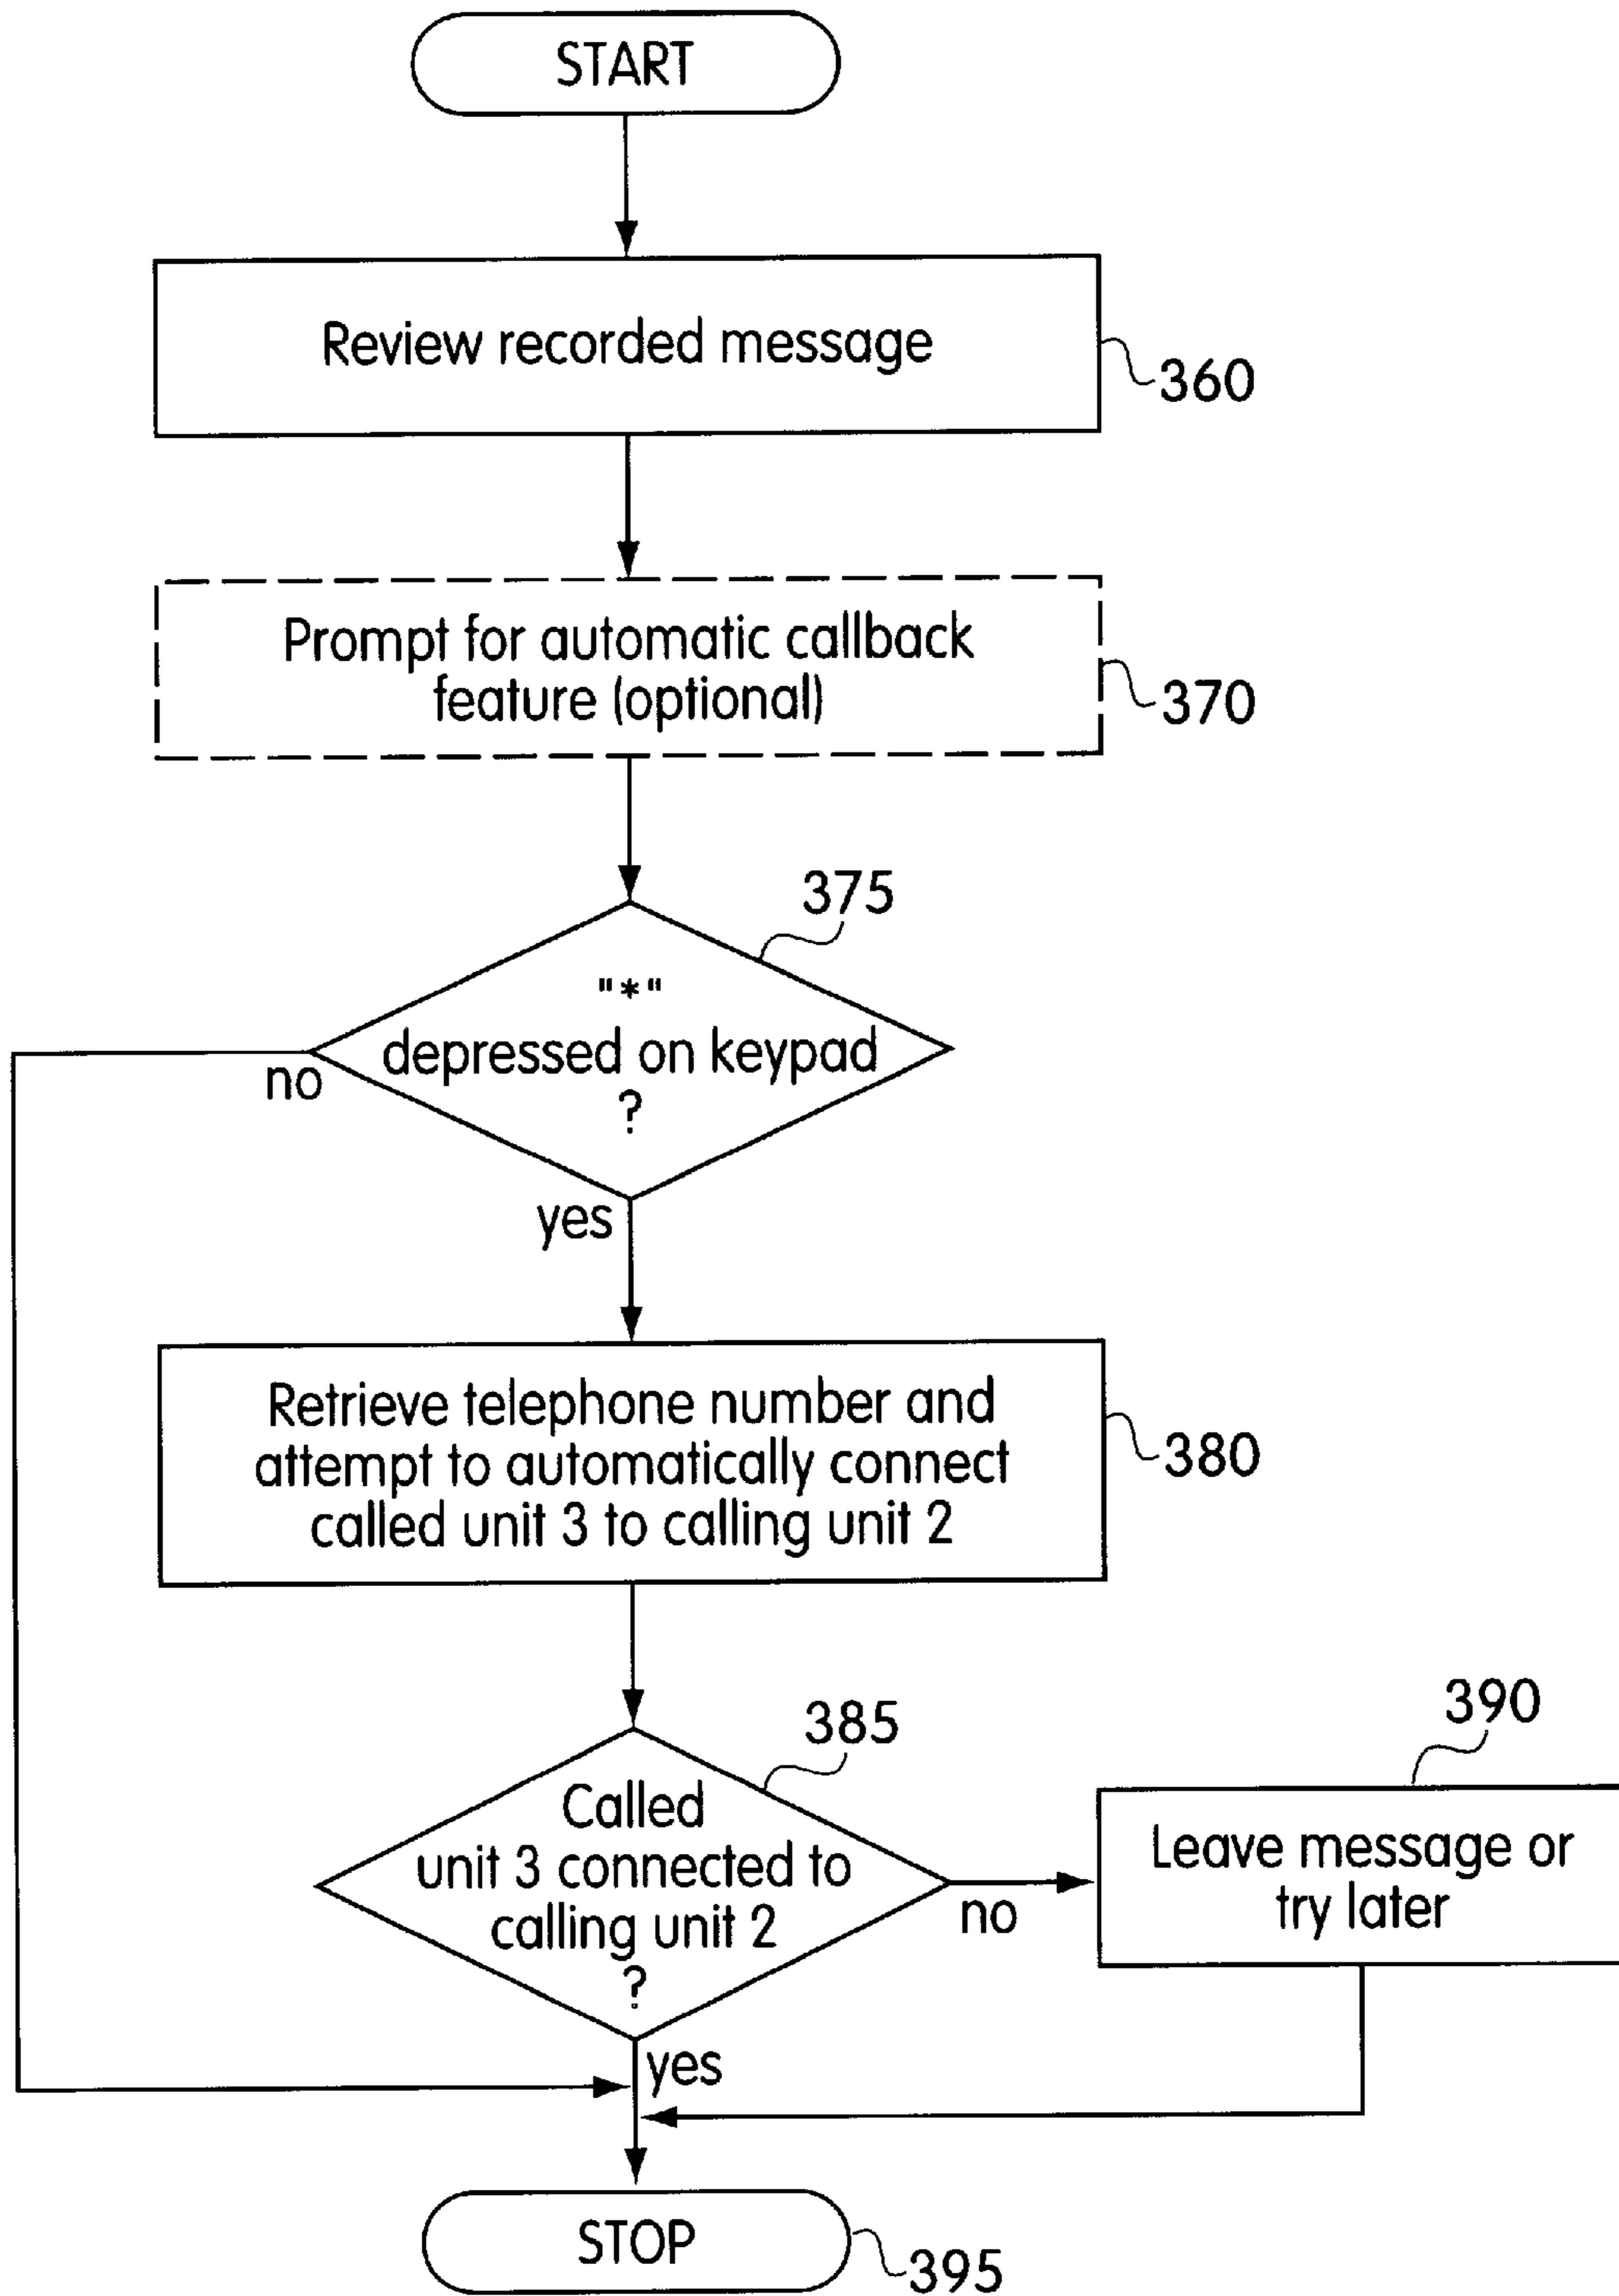 START
Review recorded message
360
Prompt for automatic callback
feature (optional)
370
375
"*"
depressed on keypad
?
no
yes
Retrieve telephone number and
attempt to automatically connect
called unit 3 to calling unit 2
380
385
Called
unit 3 connected to
calling unit 2
?
no
390
Leave message or
try later
yes
STOP
395